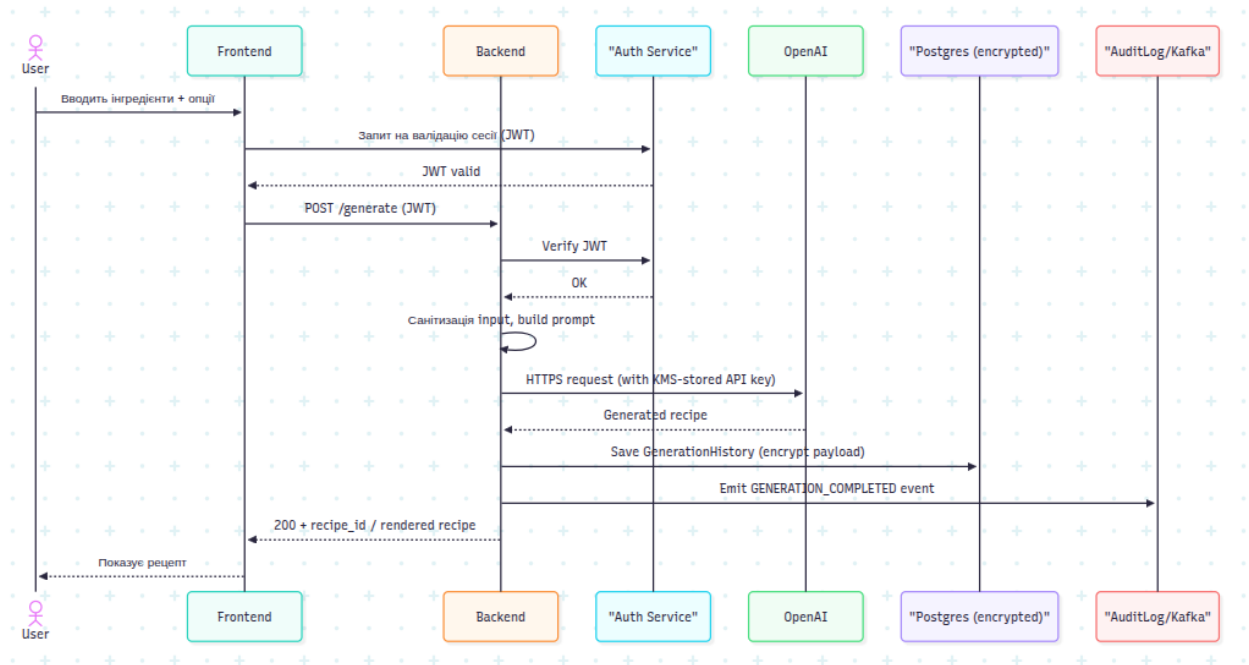 User
Frontend
Backend
"Auth Service"
OpenAI
"Postgres (encrypted)"
"AuditLog/Kafka"
Вводить інгредієнти + опції
Запит на валідацію сесії (JWT)
JWT valid
POST /generate (JWT)
Verify JWT
OK
Санітизація input, build prompt
HTTPS request (with KMS-stored API key)
Generated recipe
Save GenerationHistory (encrypt payload)
Emit GENERATION_COMPLETED event
200 + recipe_id / rendered recipe
Показує рецепт
User
Frontend
Backend
"Auth Service"
OpenAI
"Postgres (encrypted)"
"AuditLog/Kafka"